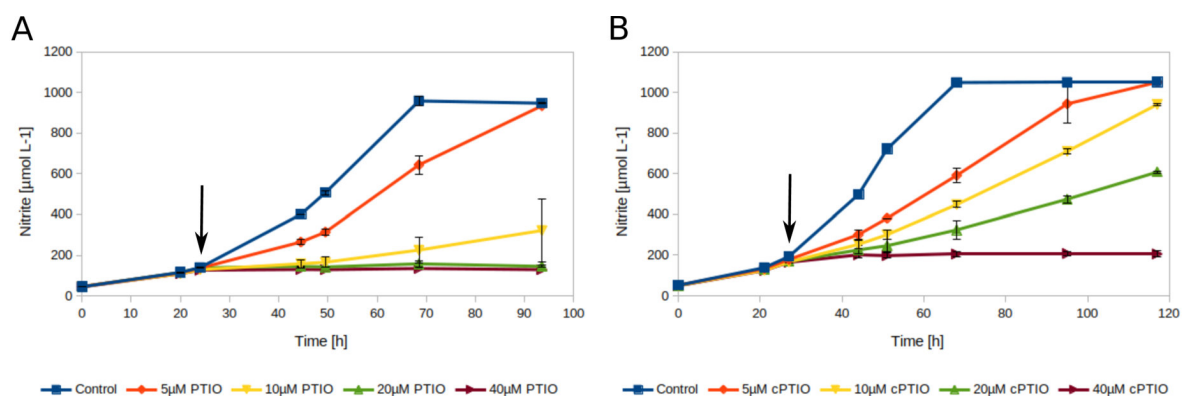 A
B
1200
1000
800
600
400
200
0
Nitrite [µmol L-1]
0 10 20 30 40 50 60 70 80 90 100
Time [h]
Control 5µM PTIO 10µM PTIO 20µM PTIO 40µM PTIO
1200
1000
800
600
400
200
0
Nitrite [µmol L-1]
0 20 40 60 80 100 120
Time [h]
Control 5µM cPTIO 10µM cPTIO 20µM cPTIO 40µM cPTIO